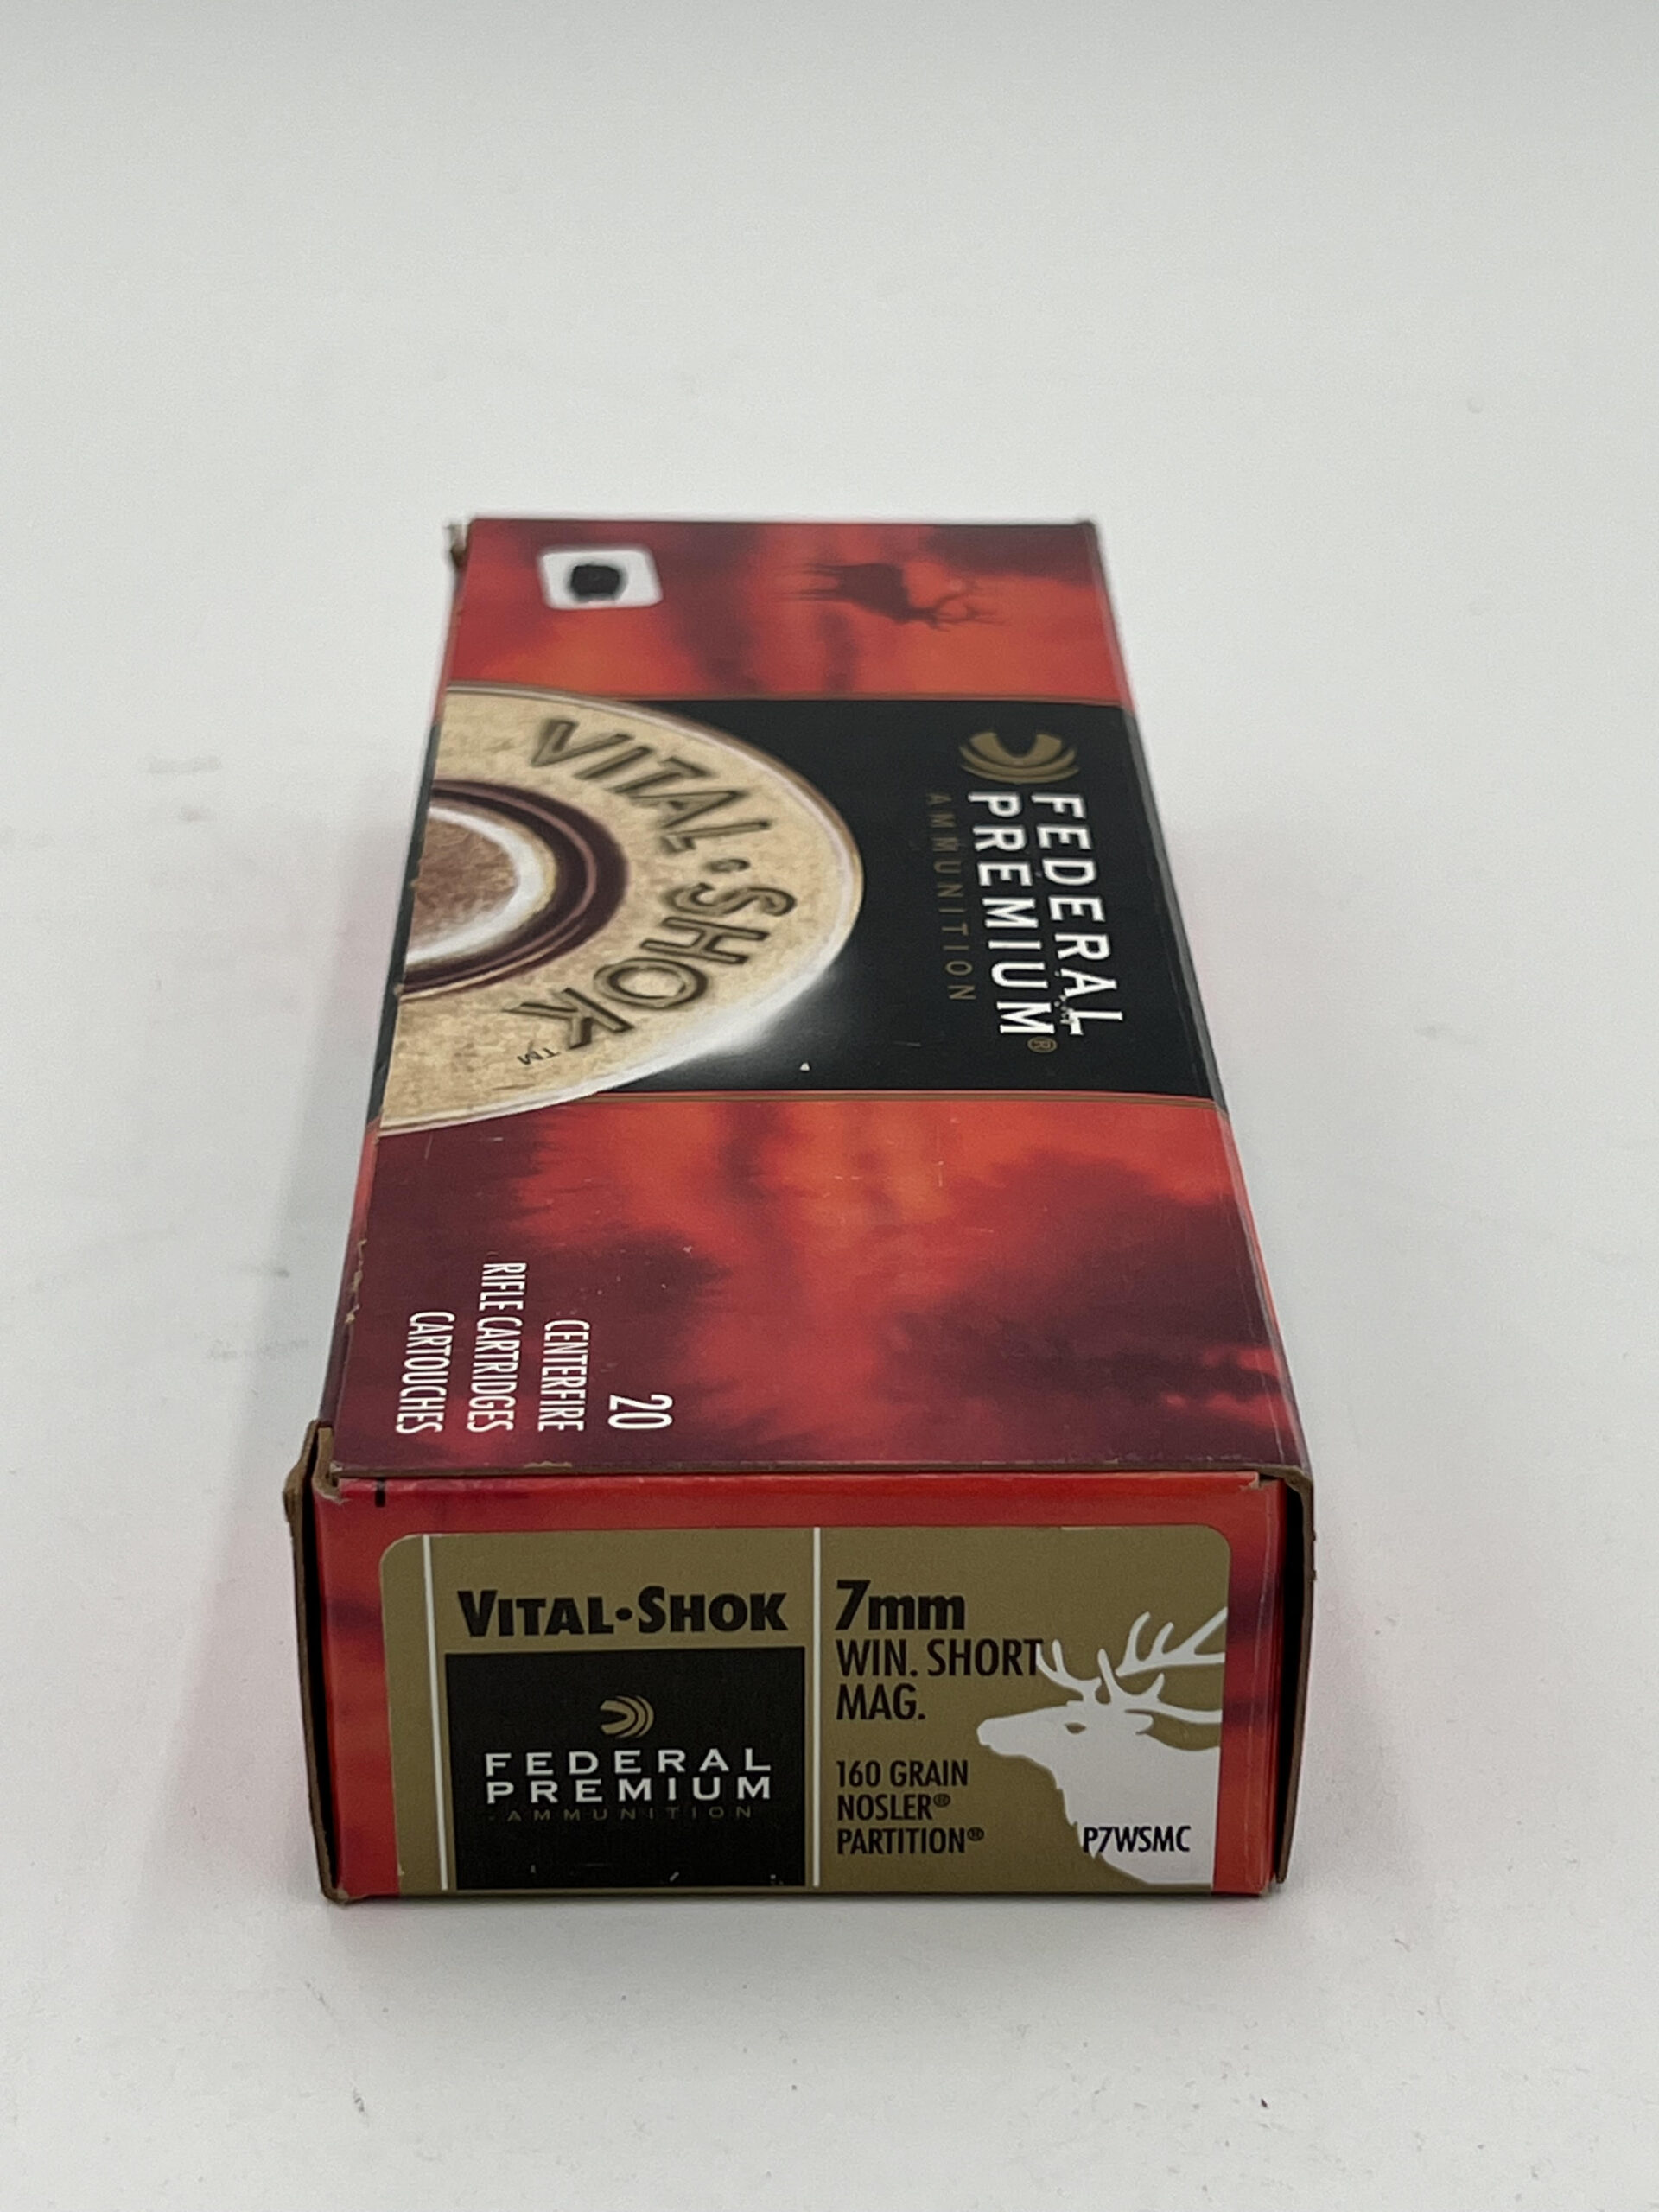 FEDERAL
PREMIUM®
AMMUNITION
VITAL·SHOK™
20
CENTERFIRE
RIFLE CARTRIDGES
CARTOUCHES
VITAL·SHOK
FEDERAL
PREMIUM
AMMUNITION
7mm
WIN. SHORT
MAG.
160 GRAIN
NOSLER®
PARTITION®
P7WSMC